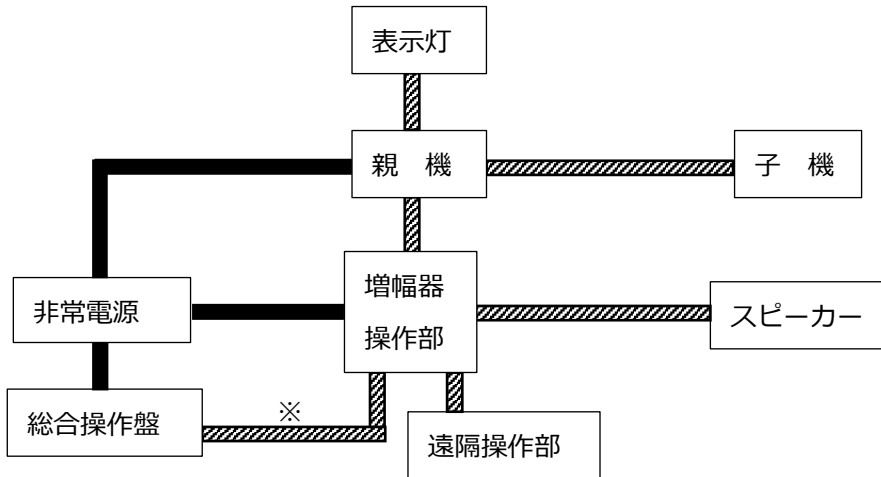 表示灯
親　機
子　機
増幅器
操作部
非常電源
スピーカー
総合操作盤
※
遠隔操作部